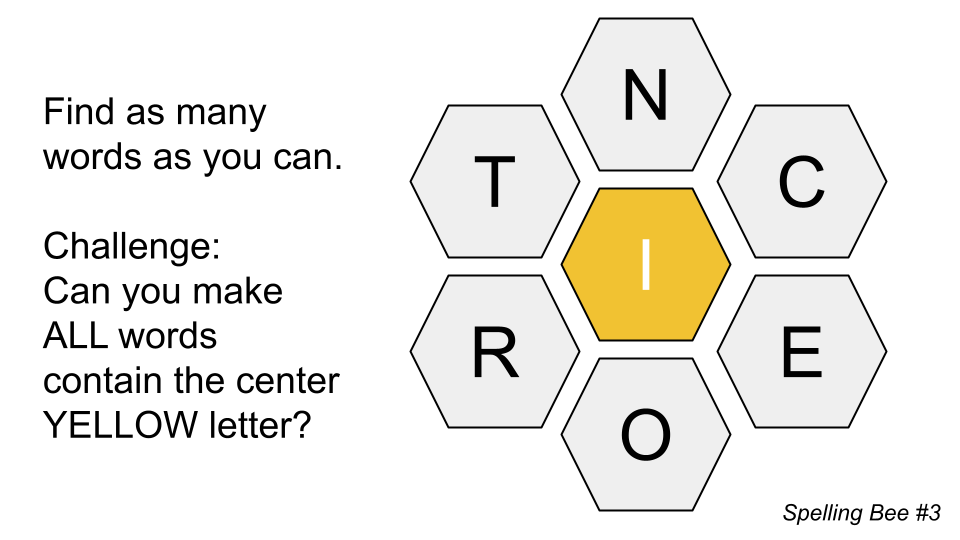 Find as many
words as you can.
Challenge:
Can you make
ALL words
contain the center
YELLOW letter?
N
T
C
I
R
E
O
Spelling Bee #3